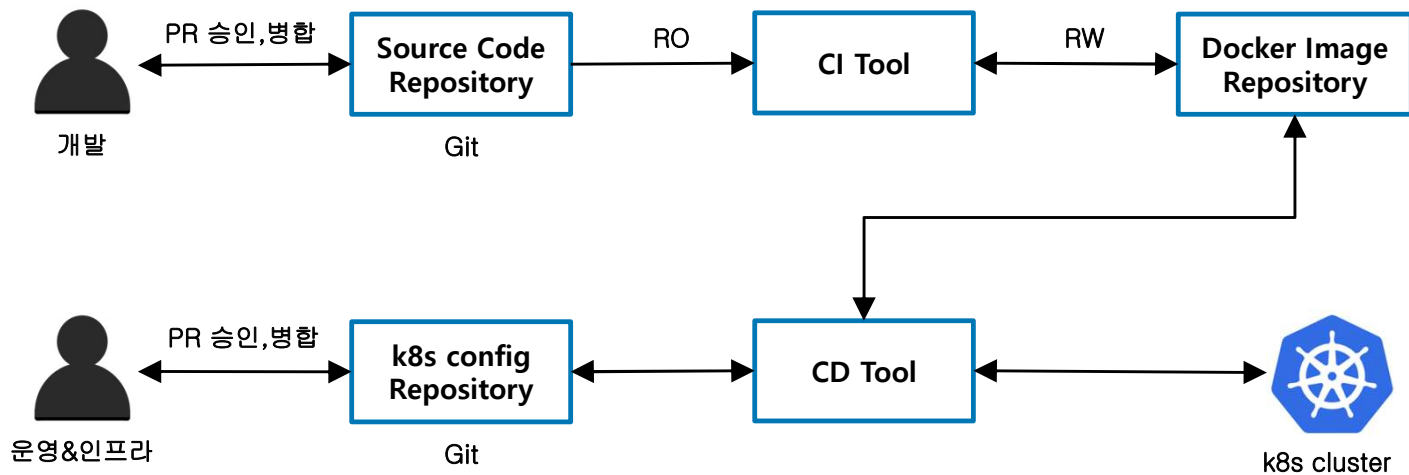 PR 승인,병합
Source Code
Repository
RO
CI Tool
RW
Docker Image
Repository
개발
Git
PR 승인,병합
k8s config
Repository
CD Tool
운영&인프라
Git
k8s cluster